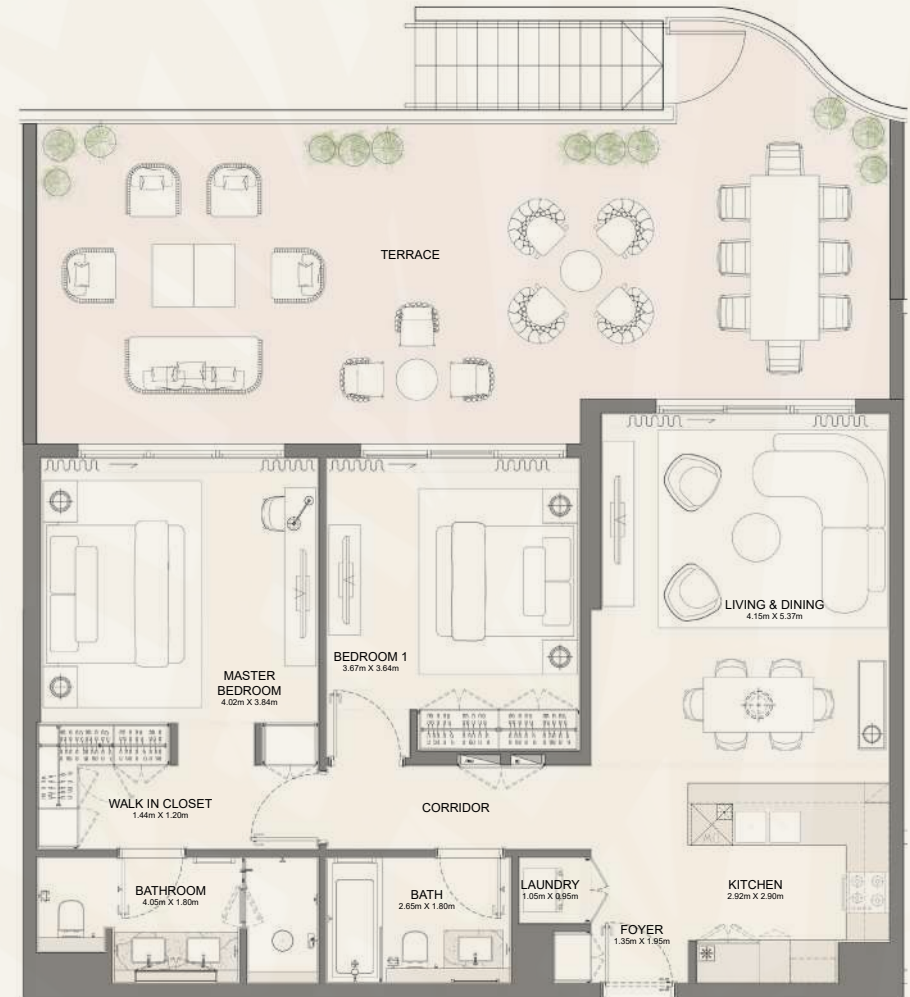 TERRACE
LIVING & DINING
4.15m X 5.37m
BEDROOM 1
3.67m X 3.64m
MASTER
BEDROOM
4.02m X 3.84m
WALK IN CLOSET
1.44m X 1.20m
CORRIDOR
BATHROOM
4.05m X 1.80m
BATH
2.65m X 1.80m
LAUNDRY
1.05m X 0.95m
KITCHEN
2.92m X 2.90m
FOYER
1.35m X 1.95m